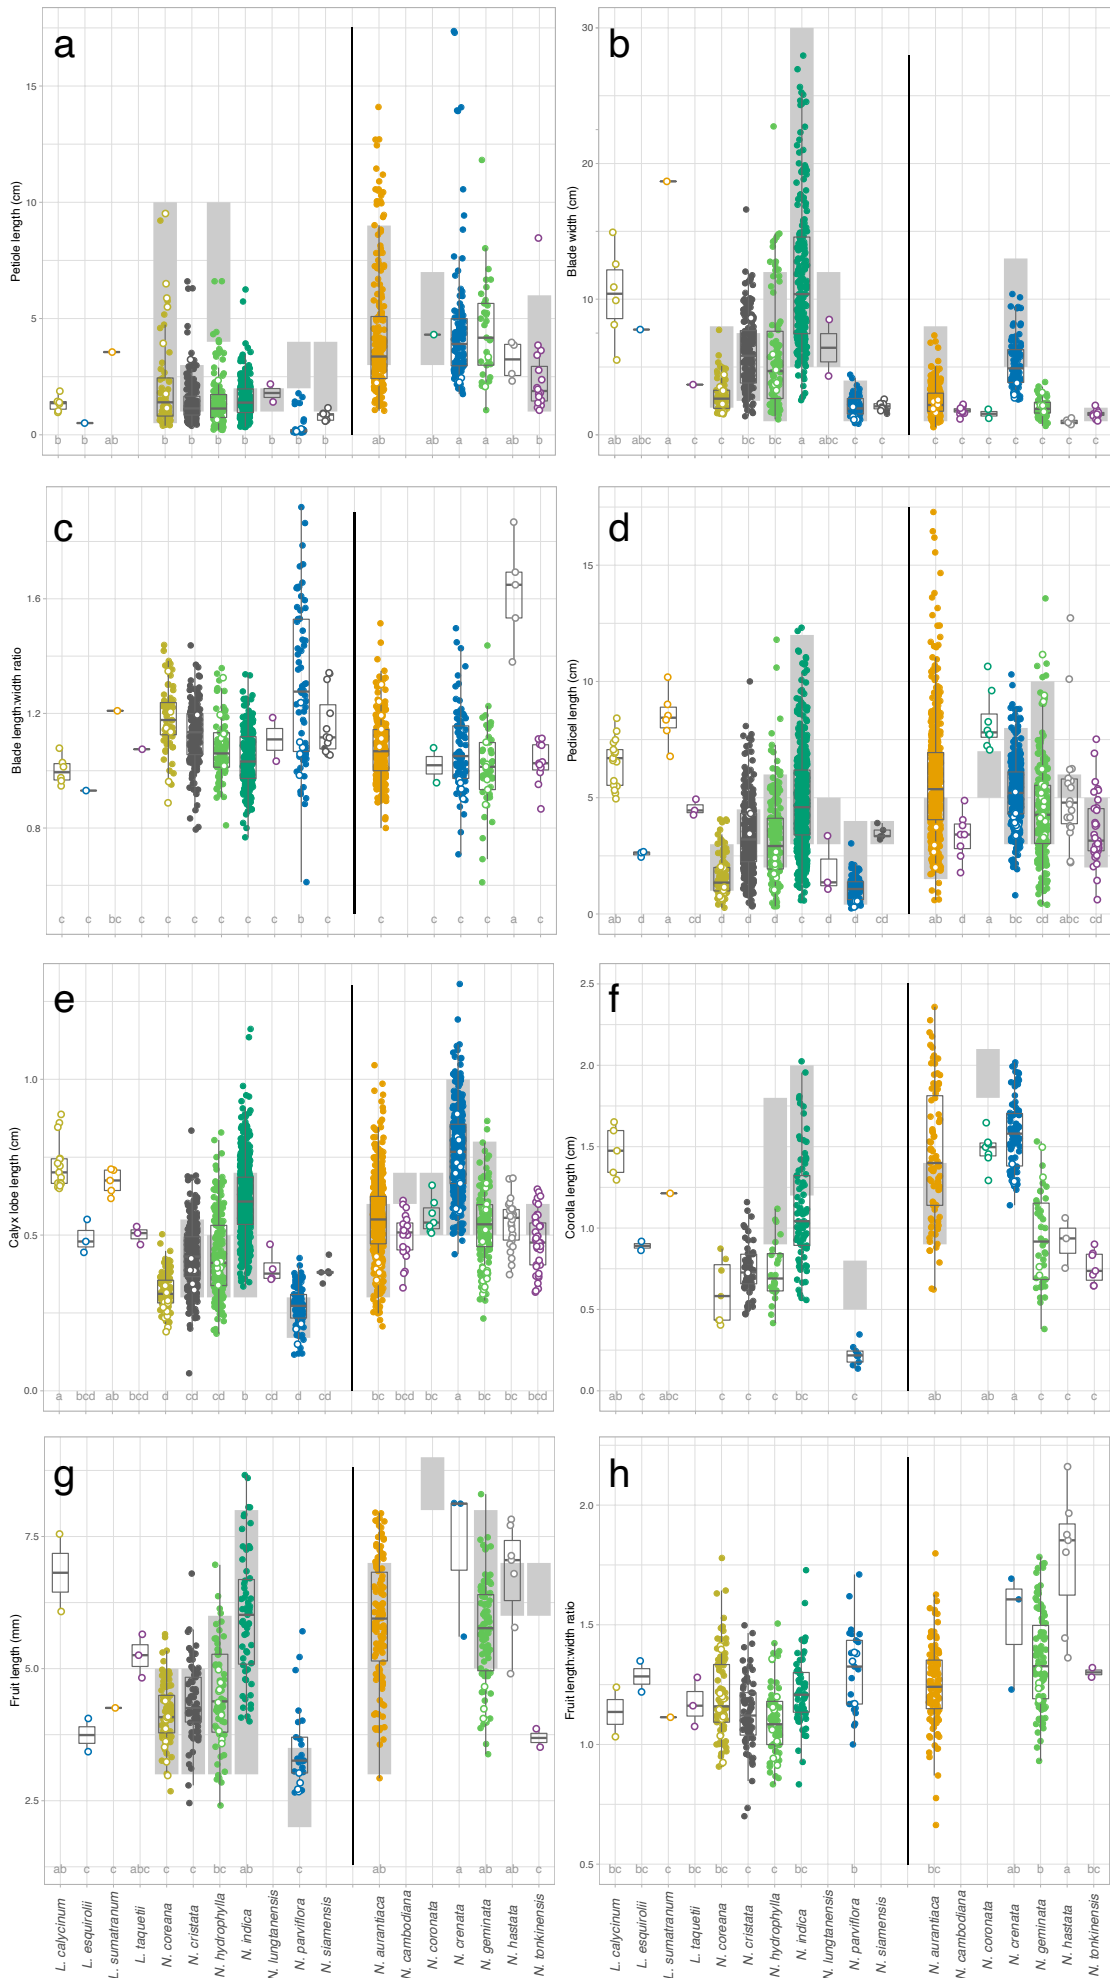 a
Petiole length (cm)
15
10
5
0
b b ab b b b b b b b ab ab a a ab b
b
Blade width (cm)
30
20
10
0
ab abc a c c bc bc a abc c c c c c c c c c
c
Blade length:width ratio
1.6
1.2
0.8
c c bc c c c c c c b c c c c c a c
d
Pedicel length (cm)
15
10
5
0
ab d a cd d d d d d d cd ab d a bc cd abc cd
e
Calyx lobe length (cm)
1.0
0.5
0.0
a bcd ab bcd d cd cd b cd d cd bc bcd bc a bc bc bcd
f
Corolla length (cm)
2.5
2.0
1.5
1.0
0.5
0.0
ab c abc c c c bc c ab ab a c c c
g
Fruit length (mm)
7.5
5.0
2.5
ab c c abc c c bc ab c ab a ab ab c
h
Fruit length:width ratio
2.0
1.5
1.0
0.5
bc bc bc bc c c c bc b bc ab b a bc
L. calycinum
L. esquirolii
L. sumatranum
L. taquetii
N. coreana
N. cristata
N. hydrophylla
N. indica
N. lungtanensis
N. parviflora
N. siamensis
N. aurantiaca
N. cambodiana
N. coronata
N. crenata
N. geminata
N. hastata
N. tonkinensis
L. calycinum
L. esquirolii
L. sumatranum
L. taquetii
N. coreana
N. cristata
N. hydrophylla
N. indica
N. lungtanensis
N. parviflora
N. siamensis
N. aurantiaca
N. cambodiana
N. coronata
N. crenata
N. geminata
N. hastata
N. tonkinensis